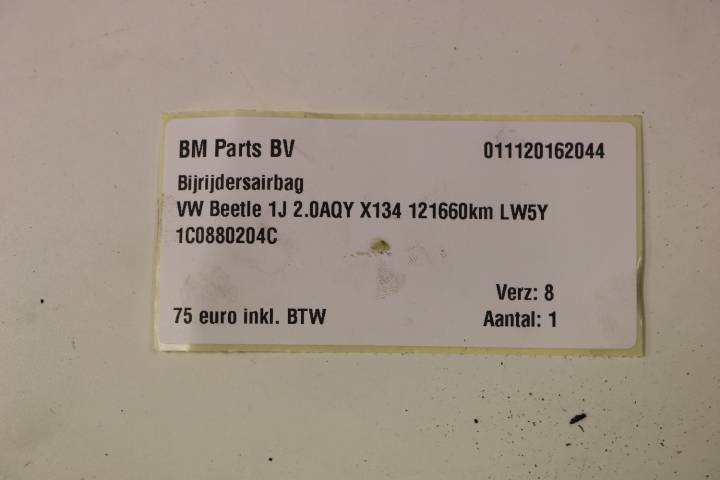 BM Parts BV 011120162044
Bijrijdersairbag
VW Beetle 1J 2.0AQY X134 121660km LW5Y
1C0880204C
Verz: 8
75 euro inkl. BTW Aantal: 1